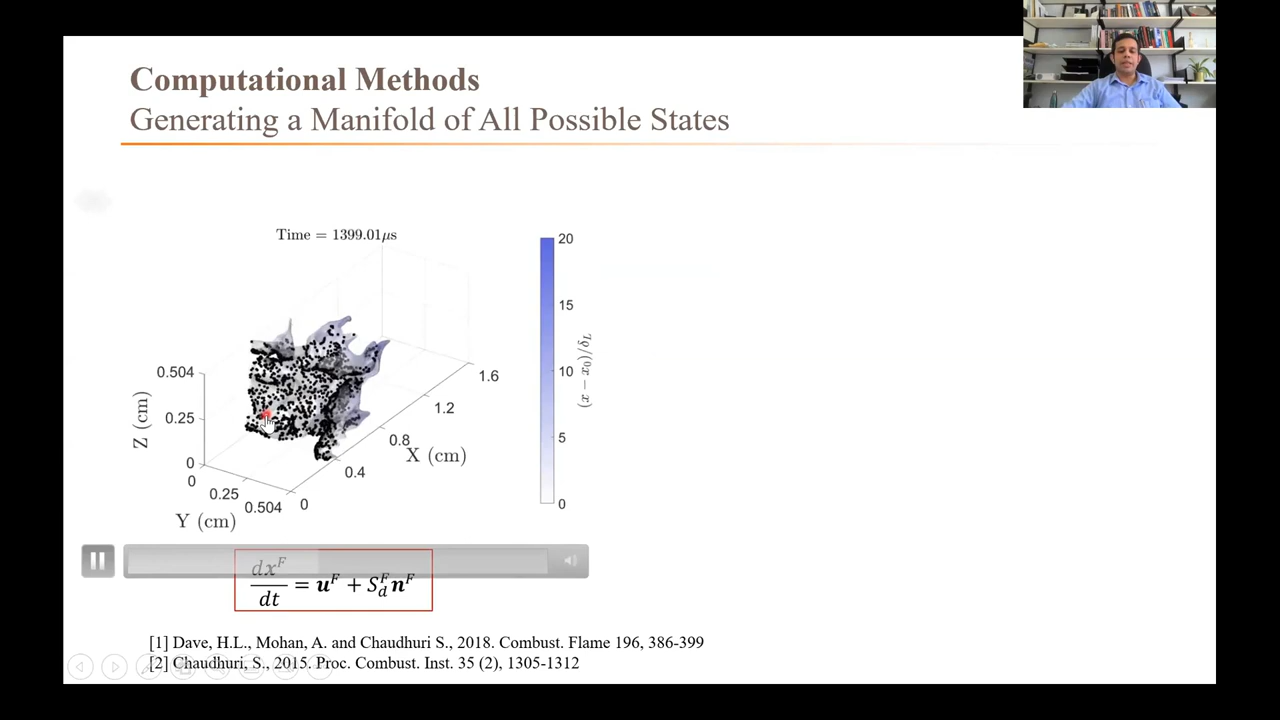 Computational Methods
Generating a Manifold of All Possible States
Time = 1399.01μs
20
15
10
5
0
(x − x₀)/δ_L
0.504
0.25
0
Z (cm)
0
0.25
0.504
Y (cm)
0
0.4
0.8
1.2
1.6
X (cm)
dx^F/dt = u^F + S_d^F n^F
[1] Dave, H.L., Mohan, A. and Chaudhuri S., 2018. Combust. Flame 196, 386-399
[2] Chaudhuri, S., 2015. Proc. Combust. Inst. 35 (2), 1305-1312